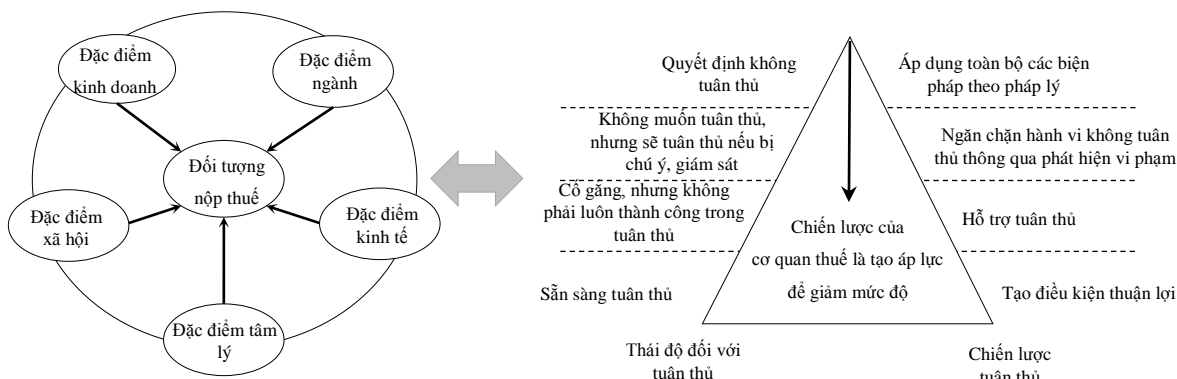 Đặc điểm
kinh doanh
Đặc điểm
ngành
Đối tượng
nộp thuế
Đặc điểm
xã hội
Đặc điểm
kinh tế
Đặc điểm tâm
lý
Quyết định không
tuân thủ
Không muốn tuân thủ,
nhưng sẽ tuân thủ nếu bị
chú ý, giám sát
Cố gắng, nhưng không
phải luôn thành công trong
tuân thủ
Sẵn sàng tuân thủ
Thái độ đối với
tuân thủ
Chiến lược của
cơ quan thuế là tạo áp lực
để giảm mức độ
Áp dụng toàn bộ các biện
pháp theo pháp lý
Ngăn chặn hành vi không tuân
thủ thông qua phát hiện vi phạm
Hỗ trợ tuân thủ
Tạo điều kiện thuận lợi
Chiến lược
tuân thủ